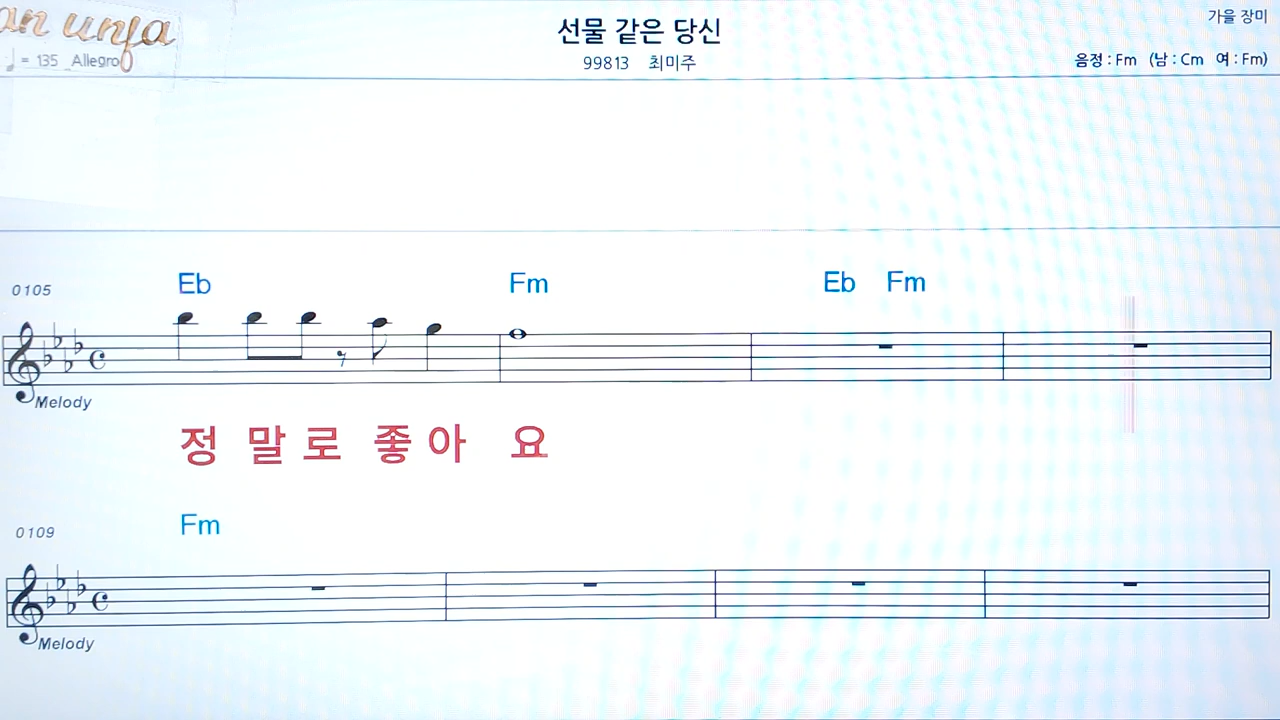 선물 같은 당신
가을 장미
♩ = 135 Allegro
99813 최미주
음정 : Fm (남 : Cm 여 : Fm)
0105
Eb Fm Eb Fm
Melody
정 말 로 좋 아 요
0109
Fm
Melody